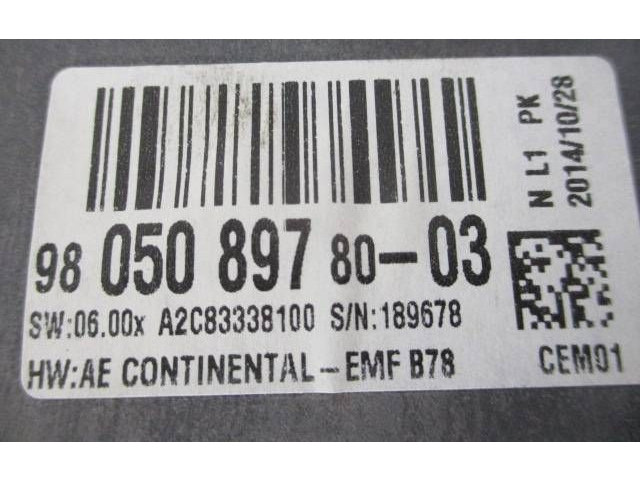 98 050 897 80-03
SW:06.00x A2C83338100 S/N:189678
HW:AE CONTINENTAL-EMF B78
N L1 PK
2014/10/28
CEM01